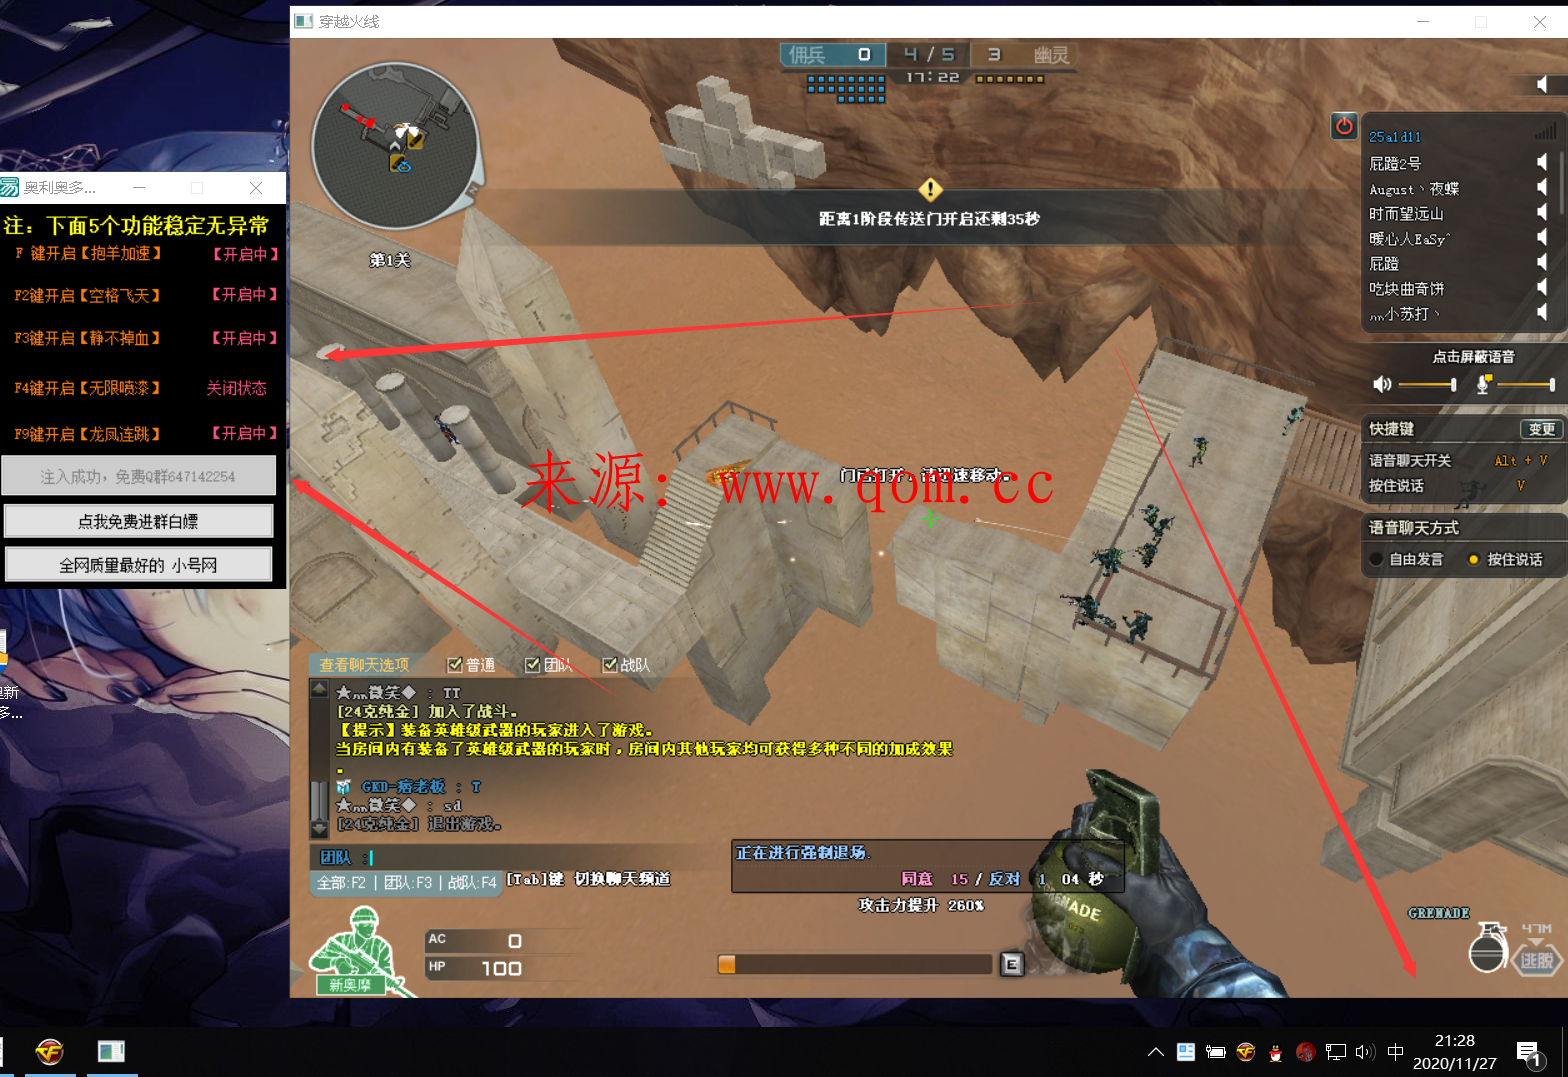 穿越火线
奥利奥多...
注：下面5个功能稳定无异常
F 键开启【抱羊加速】 【开启中】
F2键开启【空格飞天】 【开启中】
F3键开启【静不掉血】 【开启中】
F4键开启【无限喷漆】 关闭状态
F9键开启【龙凤连跳】 【开启中】
注入成功，免费Q群647142254
点我免费进群白嫖
全网质量最好的 小号网
佣兵 0 4 / 5 3 幽灵
17:22
N
第1关
距离1阶段传送门开启还剩35秒
25a1d11
屁蹬2号
August丶夜蝶
时而望远山
暖心人EaSy^
屁蹬
吃块曲奇饼
灬小苏打丶
点击屏蔽语音
快捷键 变更
语音聊天开关 Alt + V
按住说话 V
语音聊天方式
自由发言 按住说话
来源：www.qom.cc
查看聊天选项 普通 团队 战队
★灬微笑◆ : TT
[24克纯金] 加入了战斗。
【提示】装备英雄级武器的玩家进入了游戏。
当房间内有装备了英雄级武器的玩家时，房间内其他玩家均可获得多种不同的加成效果
。
GKD-痞老板 : T
★灬微笑◆ : sd
[24克纯金] 退出游戏。
团队 :
全部:F2 | 团队:F3 | 战队:F4 [Tab]键 切换聊天频道
正在进行强制退场.
同意 15 / 反对 1 04 秒
攻击力提升 260%
AC 0
HP 100
新奥摩
E
GRENADE
GRENADE
47M
逃脱
中
21:28
2020/11/27
1